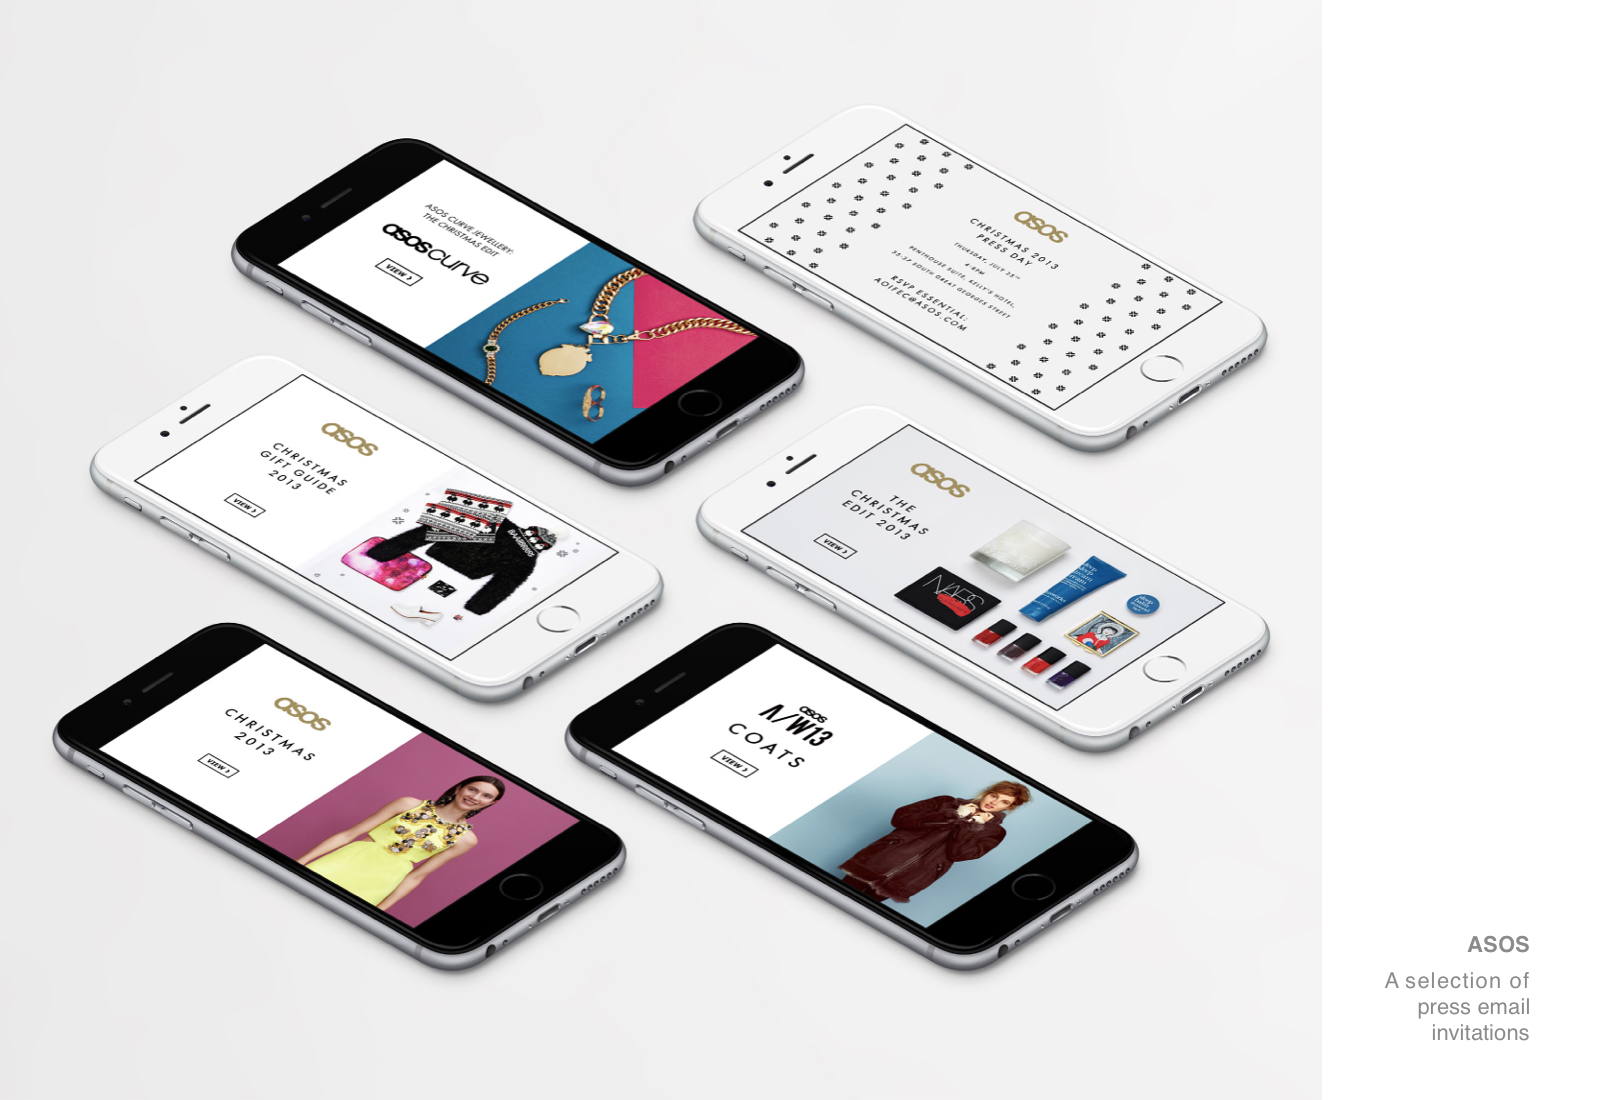 ASOS CURVE JEWELLERY:
THE CHRISTMAS EDIT
asos curve
VIEW >
asos
CHRISTMAS 2013
PRESS DAY
THURSDAY, JULY 25TH
4-8PM
PENTHOUSE SUITE, KELLY'S HOTEL,
35-37 SOUTH GREAT GEORGES STREET
RSVP ESSENTIAL:
AOIFEC@ASOS.COM
asos
CHRISTMAS
GIFT GUIDE
2013
VIEW >
asos
THE
CHRISTMAS
EDIT 2013
VIEW >
NARS
asos
CHRISTMAS
2013
VIEW >
asos
A/W13
COATS
VIEW >
ASOS
A selection of
press email
invitations